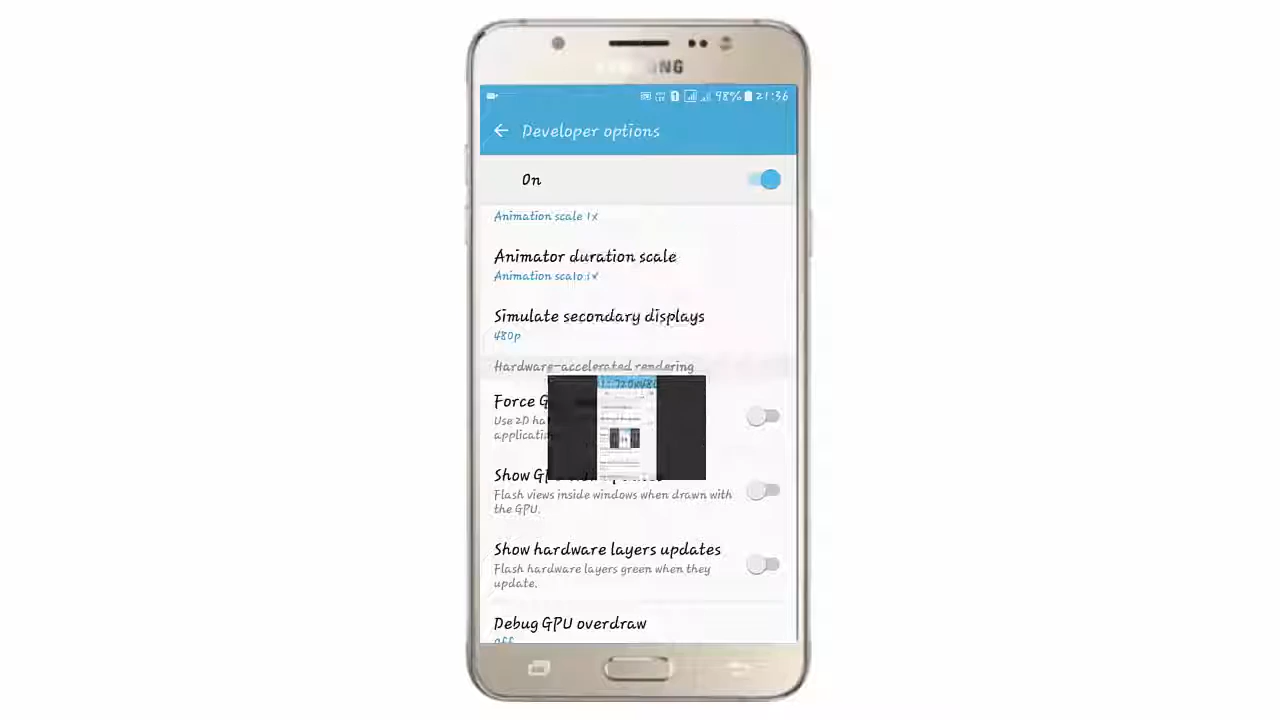 98% 21:36
Developer options
On
Animation scale 1x
Animator duration scale
Animation scale 1x
Simulate secondary displays
480p
Hardware-accelerated rendering
Force G
Use 2D ha
applicatio
Show GP
Flash views inside windows when drawn with
the GPU.
Show hardware layers updates
Flash hardware layers green when they
update.
Debug GPU overdraw
Off